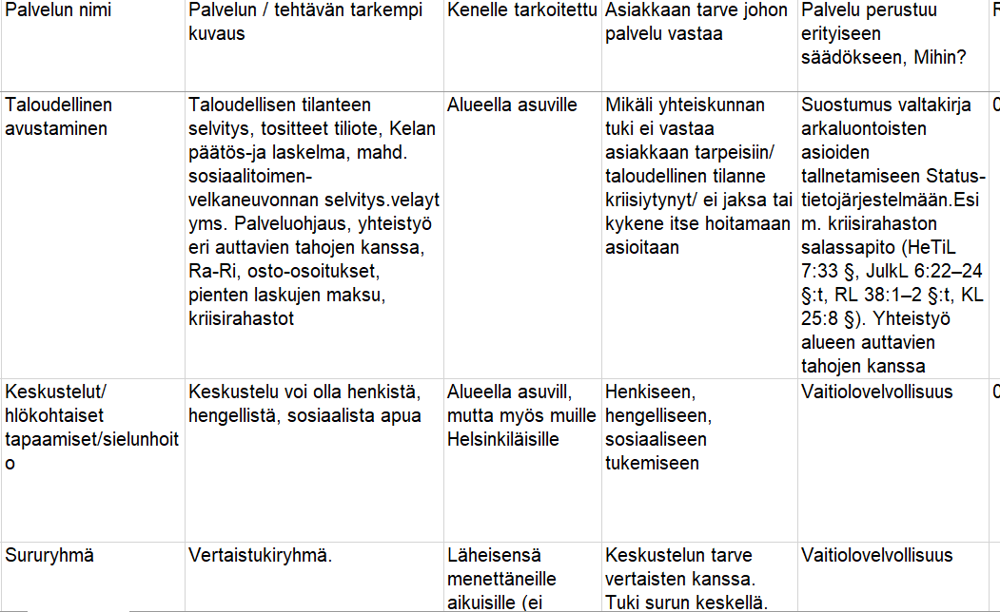 Palvelun nimi
Palvelun / tehtävän tarkempi
kuvaus
Kenelle tarkoitettu
Asiakkaan tarve johon
palvelu vastaa
Palvelu perustuu
erityiseen
säädökseen, Mihin?
Taloudellinen
avustaminen
Taloudellisen tilanteen
selvitys, tositteet tiliote, Kelan
päätös-ja laskelma, mahd.
sosiaalitoimen-
velkaneuvonnan selvitys.velayt
yms. Palveluohjaus, yhteistyö
eri auttavien tahojen kanssa,
Ra-Ri, osto-osoitukset,
pienten laskujen maksu,
kriisirahastot
Alueella asuville
Mikäli yhteiskunnan
tuki ei vastaa
asiakkaan tarpeisiin/
taloudellinen tilanne
kriisiytynyt/ ei jaksa tai
kykene itse hoitamaan
asioitaan
Suostumus valtakirja
arkaluontoisten
asioiden
tallnetamiseen Status-
tietojärjestelmään.Esi
m. kriisirahaston
salassapito (HeTiL
7:33 §, JulkL 6:22–24
§:t, RL 38:1–2 §:t, KL
25:8 §). Yhteistyö
alueen auttavien
tahojen kanssa
Keskustelut/
hlökohtaiset
tapaamiset/sielunhoit
o
Keskustelu voi olla henkistä,
hengellistä, sosiaalista apua
Alueella asuvill,
mutta myös muille
Helsinkiläisille
Henkiseen,
hengelliseen,
sosiaaliseen
tukemiseen
Vaitiolovelvollisuus
Sururyhmä
Vertaistukiryhmä.
Läheisensä
menettäneille
aikuisille (ei
Keskustelun tarve
vertaisten kanssa.
Tuki surun keskellä.
Vaitiolovelvollisuus